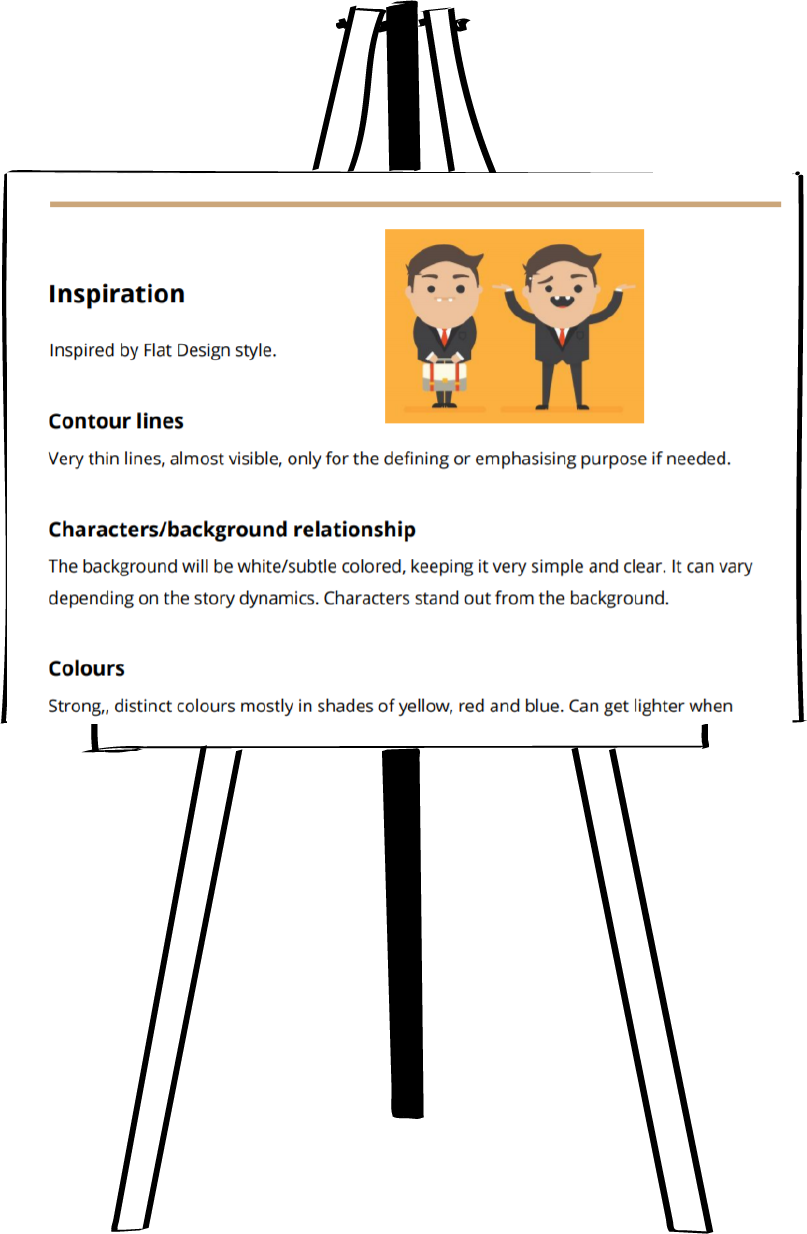 Inspiration
Inspired by Flat Design style.
Contour lines
Very thin lines, almost visible, only for the defining or emphasising purpose if needed.
Characters/background relationship
The background will be white/subtle colored, keeping it very simple and clear. It can vary
depending on the story dynamics. Characters stand out from the background.
Colours
Strong,, distinct colours mostly in shades of yellow, red and blue. Can get lighter when